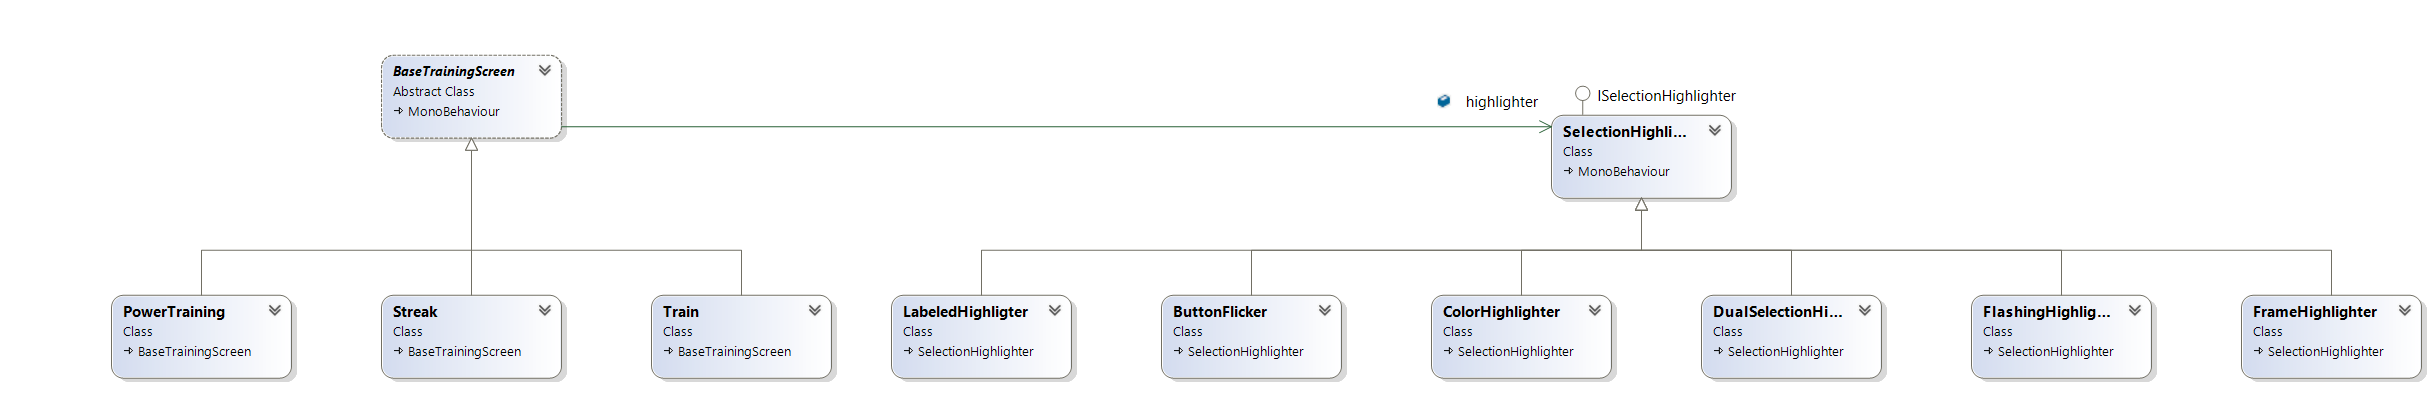 BaseTrainingScreen
Abstract Class
MonoBehaviour
highlighter
ISelectionHighlighter
SelectionHighli...
Class
MonoBehaviour
PowerTraining
Class
BaseTrainingScreen
Streak
Class
BaseTrainingScreen
Train
Class
BaseTrainingScreen
LabeledHighligter
Class
SelectionHighlighter
ButtonFlicker
Class
SelectionHighlighter
ColorHighlighter
Class
SelectionHighlighter
DualSelectionHi...
Class
SelectionHighlighter
FlashingHighlig...
Class
SelectionHighlighter
FrameHighlighter
Class
SelectionHighlighter